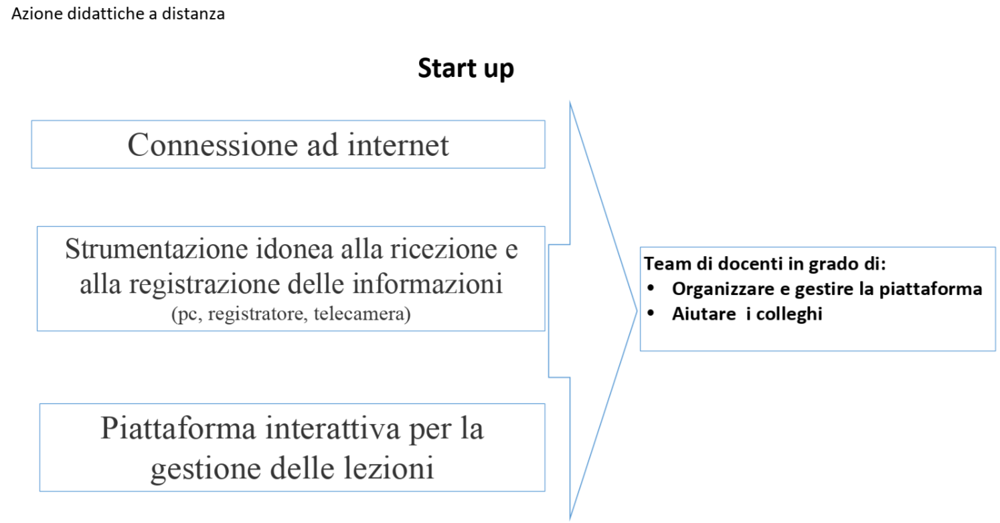 Azione didattiche a distanza
Start up
Connessione ad internet
Strumentazione idonea alla ricezione e
alla registrazione delle informazioni
(pc, registratore, telecamera)
Piattaforma interattiva per la
gestione delle lezioni
Team di docenti in grado di:
• Organizzare e gestire la piattaforma
• Aiutare i colleghi